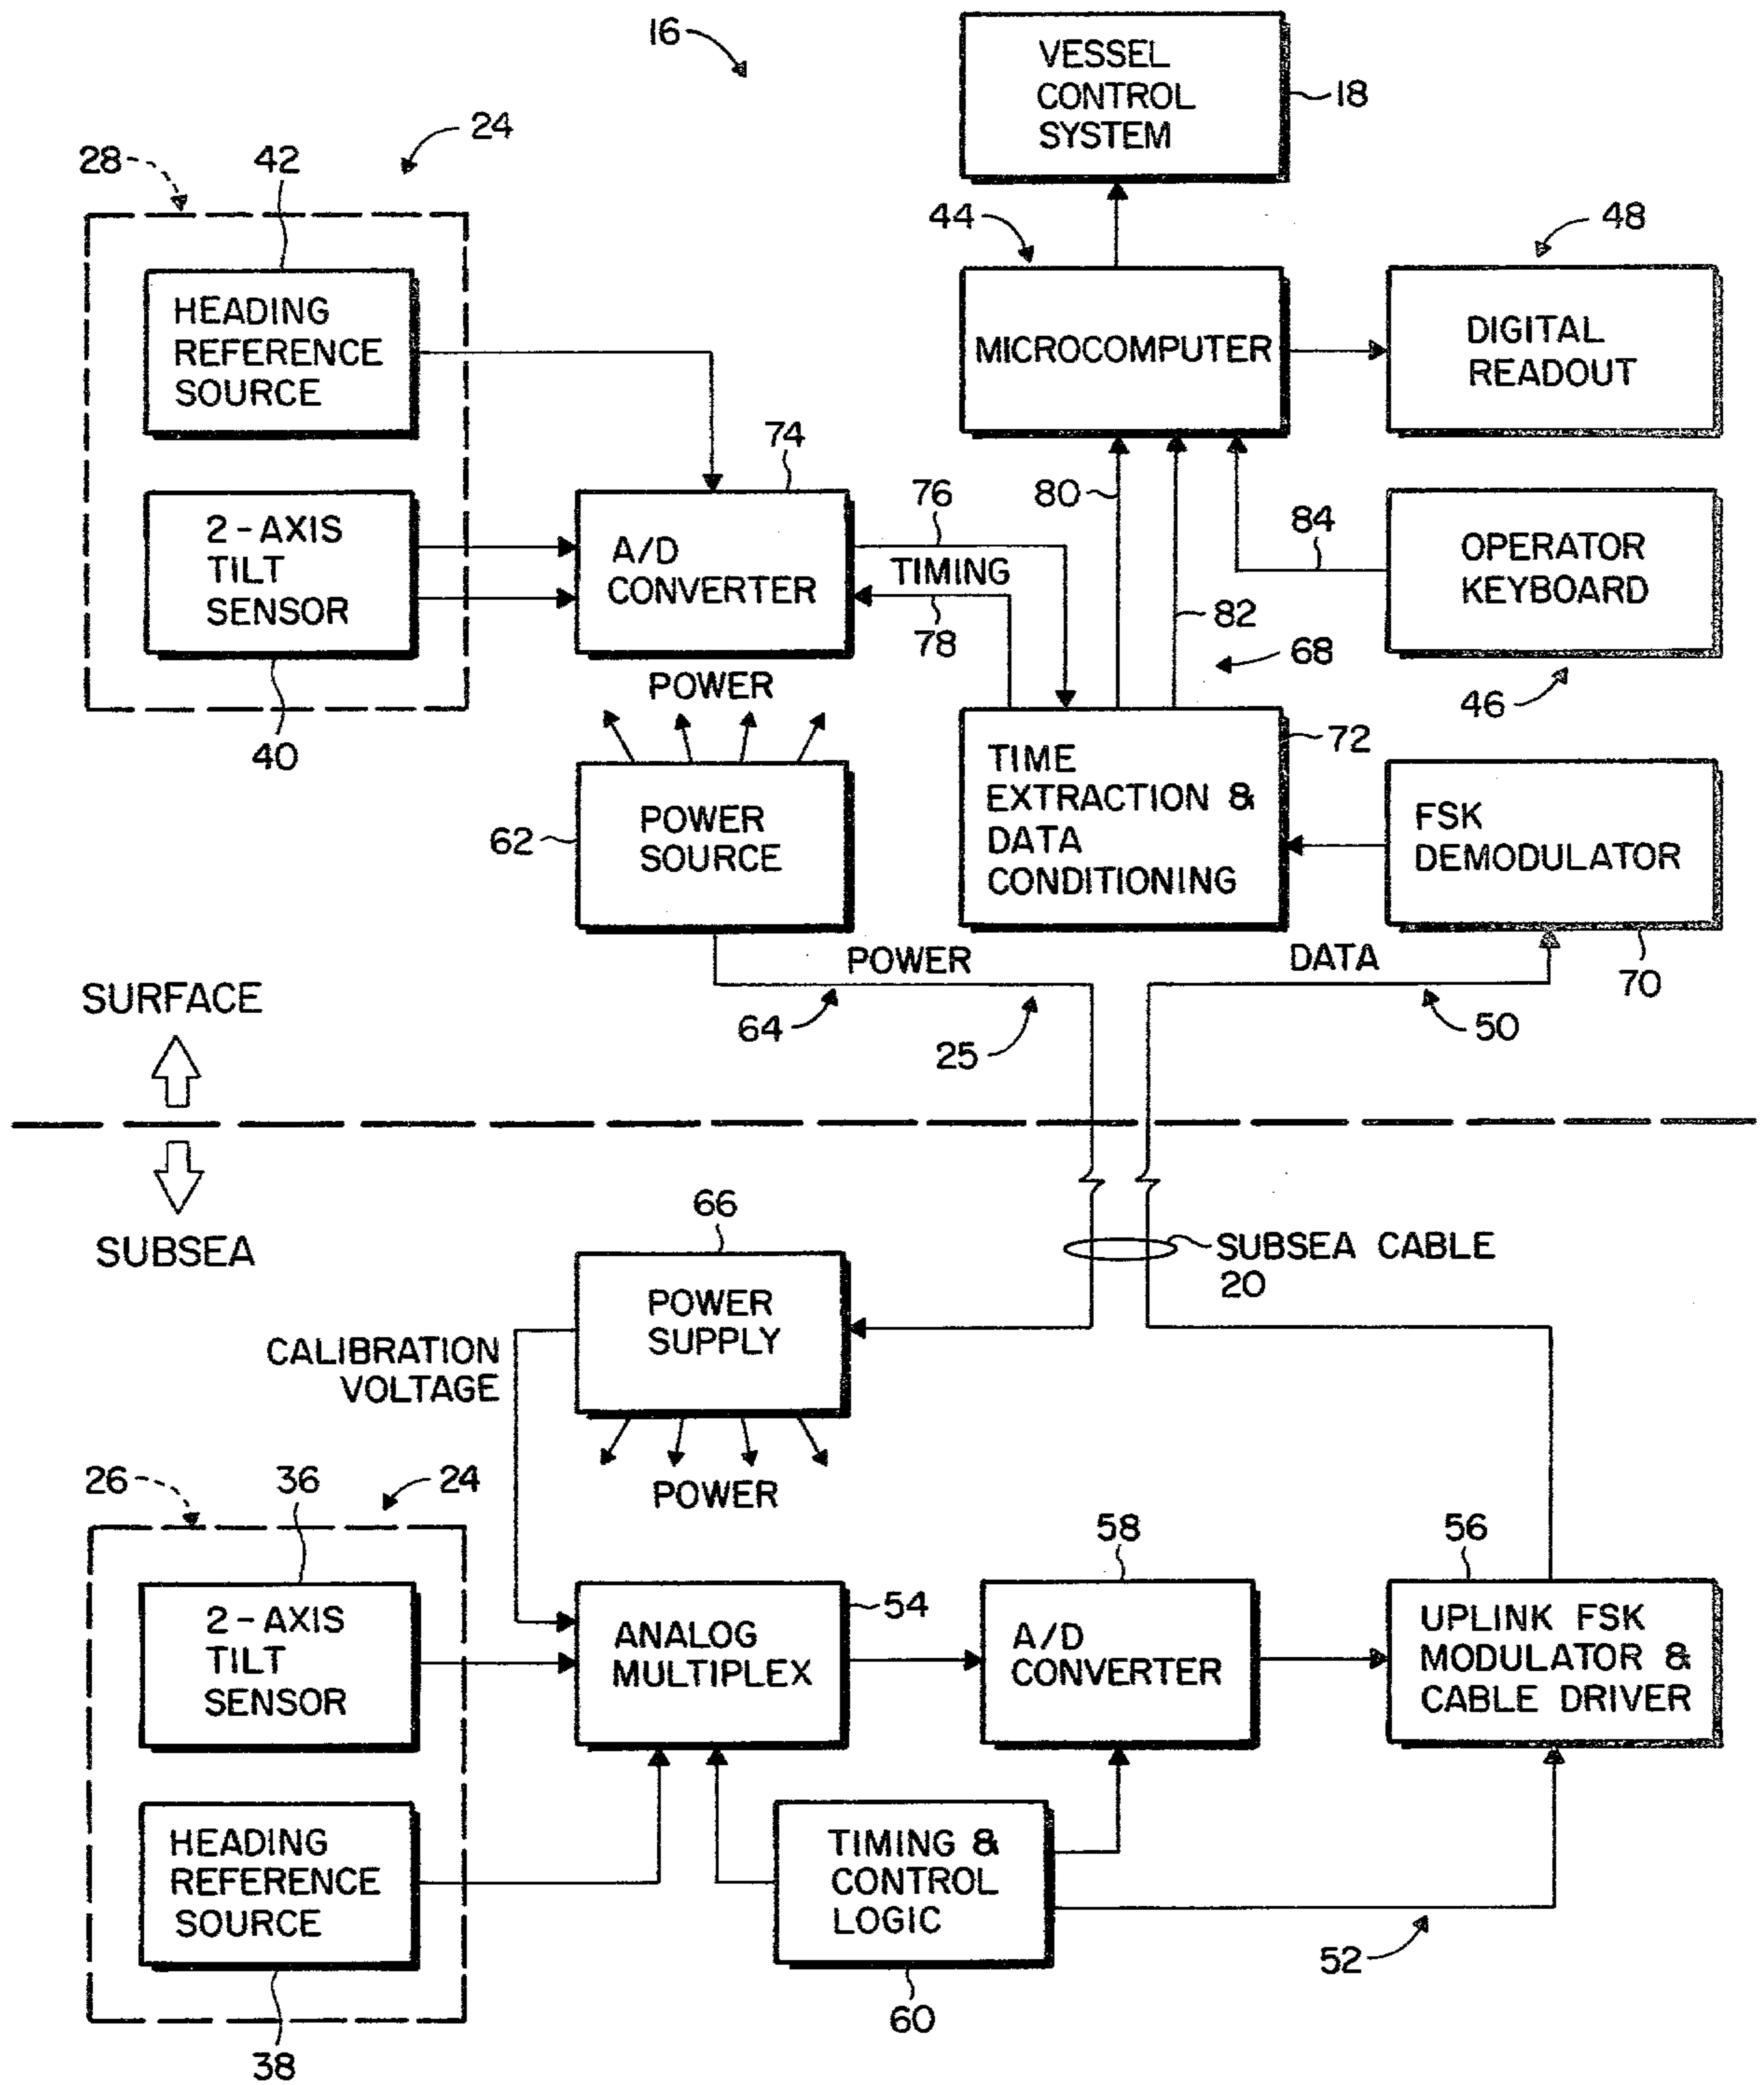 16
VESSEL
CONTROL
SYSTEM
18
24
28
42
44
48
HEADING
REFERENCE
SOURCE
MICROCOMPUTER
DIGITAL
READOUT
74
76
80
84
2-AXIS
TILT
SENSOR
A/D
CONVERTER
TIMING
78
82
OPERATOR
KEYBOARD
68
46
40
POWER
62
POWER
SOURCE
TIME
EXTRACTION &
DATA
CONDITIONING
72
FSK
DEMODULATOR
70
POWER
DATA
64
25
50
SURFACE
SUBSEA
66
SUBSEA CABLE
20
POWER
SUPPLY
CALIBRATION
VOLTAGE
POWER
26
36
24
58
56
2-AXIS
TILT
SENSOR
ANALOG
MULTIPLEX
54
A/D
CONVERTER
UPLINK FSK
MODULATOR &
CABLE DRIVER
HEADING
REFERENCE
SOURCE
TIMING &
CONTROL
LOGIC
52
60
38